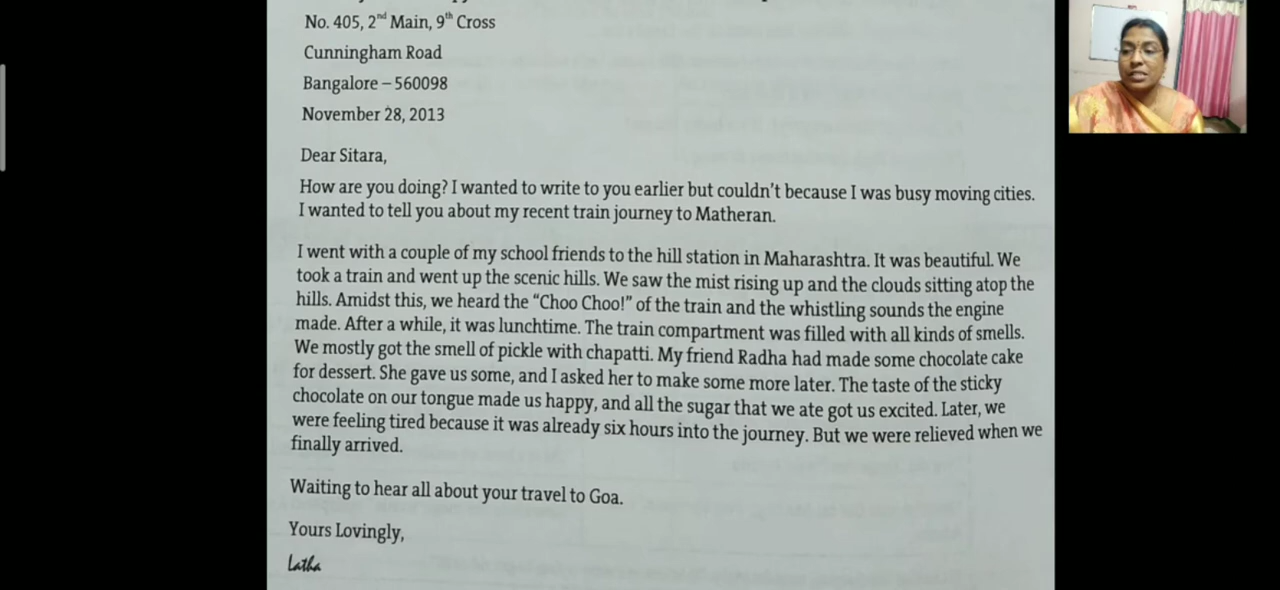 No. 405, 2nd Main, 9th Cross
Cunningham Road
Bangalore – 560098
November 28, 2013
Dear Sitara,
How are you doing? I wanted to write to you earlier but couldn't because I was busy moving cities.
I wanted to tell you about my recent train journey to Matheran.
I went with a couple of my school friends to the hill station in Maharashtra. It was beautiful. We
took a train and went up the scenic hills. We saw the mist rising up and the clouds sitting atop the
hills. Amidst this, we heard the “Choo Choo!” of the train and the whistling sounds the engine
made. After a while, it was lunchtime. The train compartment was filled with all kinds of smells.
We mostly got the smell of pickle with chapatti. My friend Radha had made some chocolate cake
for dessert. She gave us some, and I asked her to make some more later. The taste of the sticky
chocolate on our tongue made us happy, and all the sugar that we ate got us excited. Later, we
were feeling tired because it was already six hours into the journey. But we were relieved when we
finally arrived.
Waiting to hear all about your travel to Goa.
Yours Lovingly,
Latha